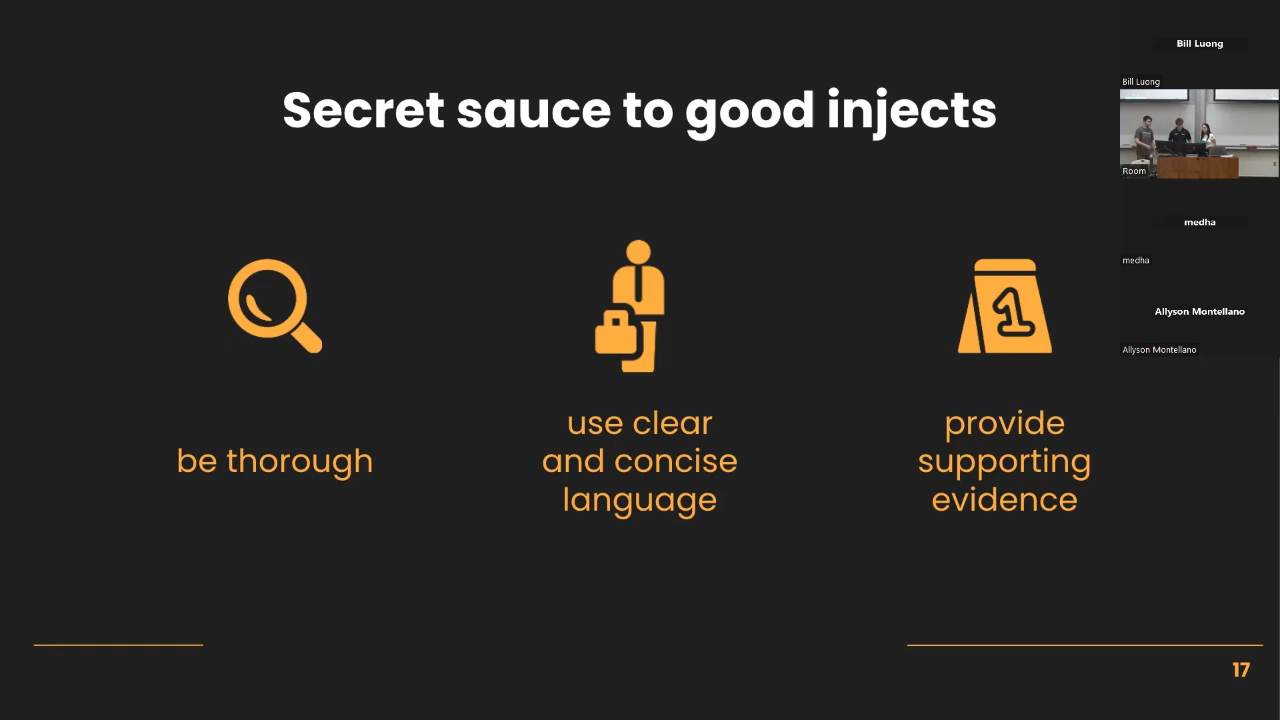 Secret sauce to good injects
1
be thorough
use clear
and concise
language
provide
supporting
evidence
17
Bill Luong
Bill Luong
Room
medha
medha
Allyson Montellano
Allyson Montellano